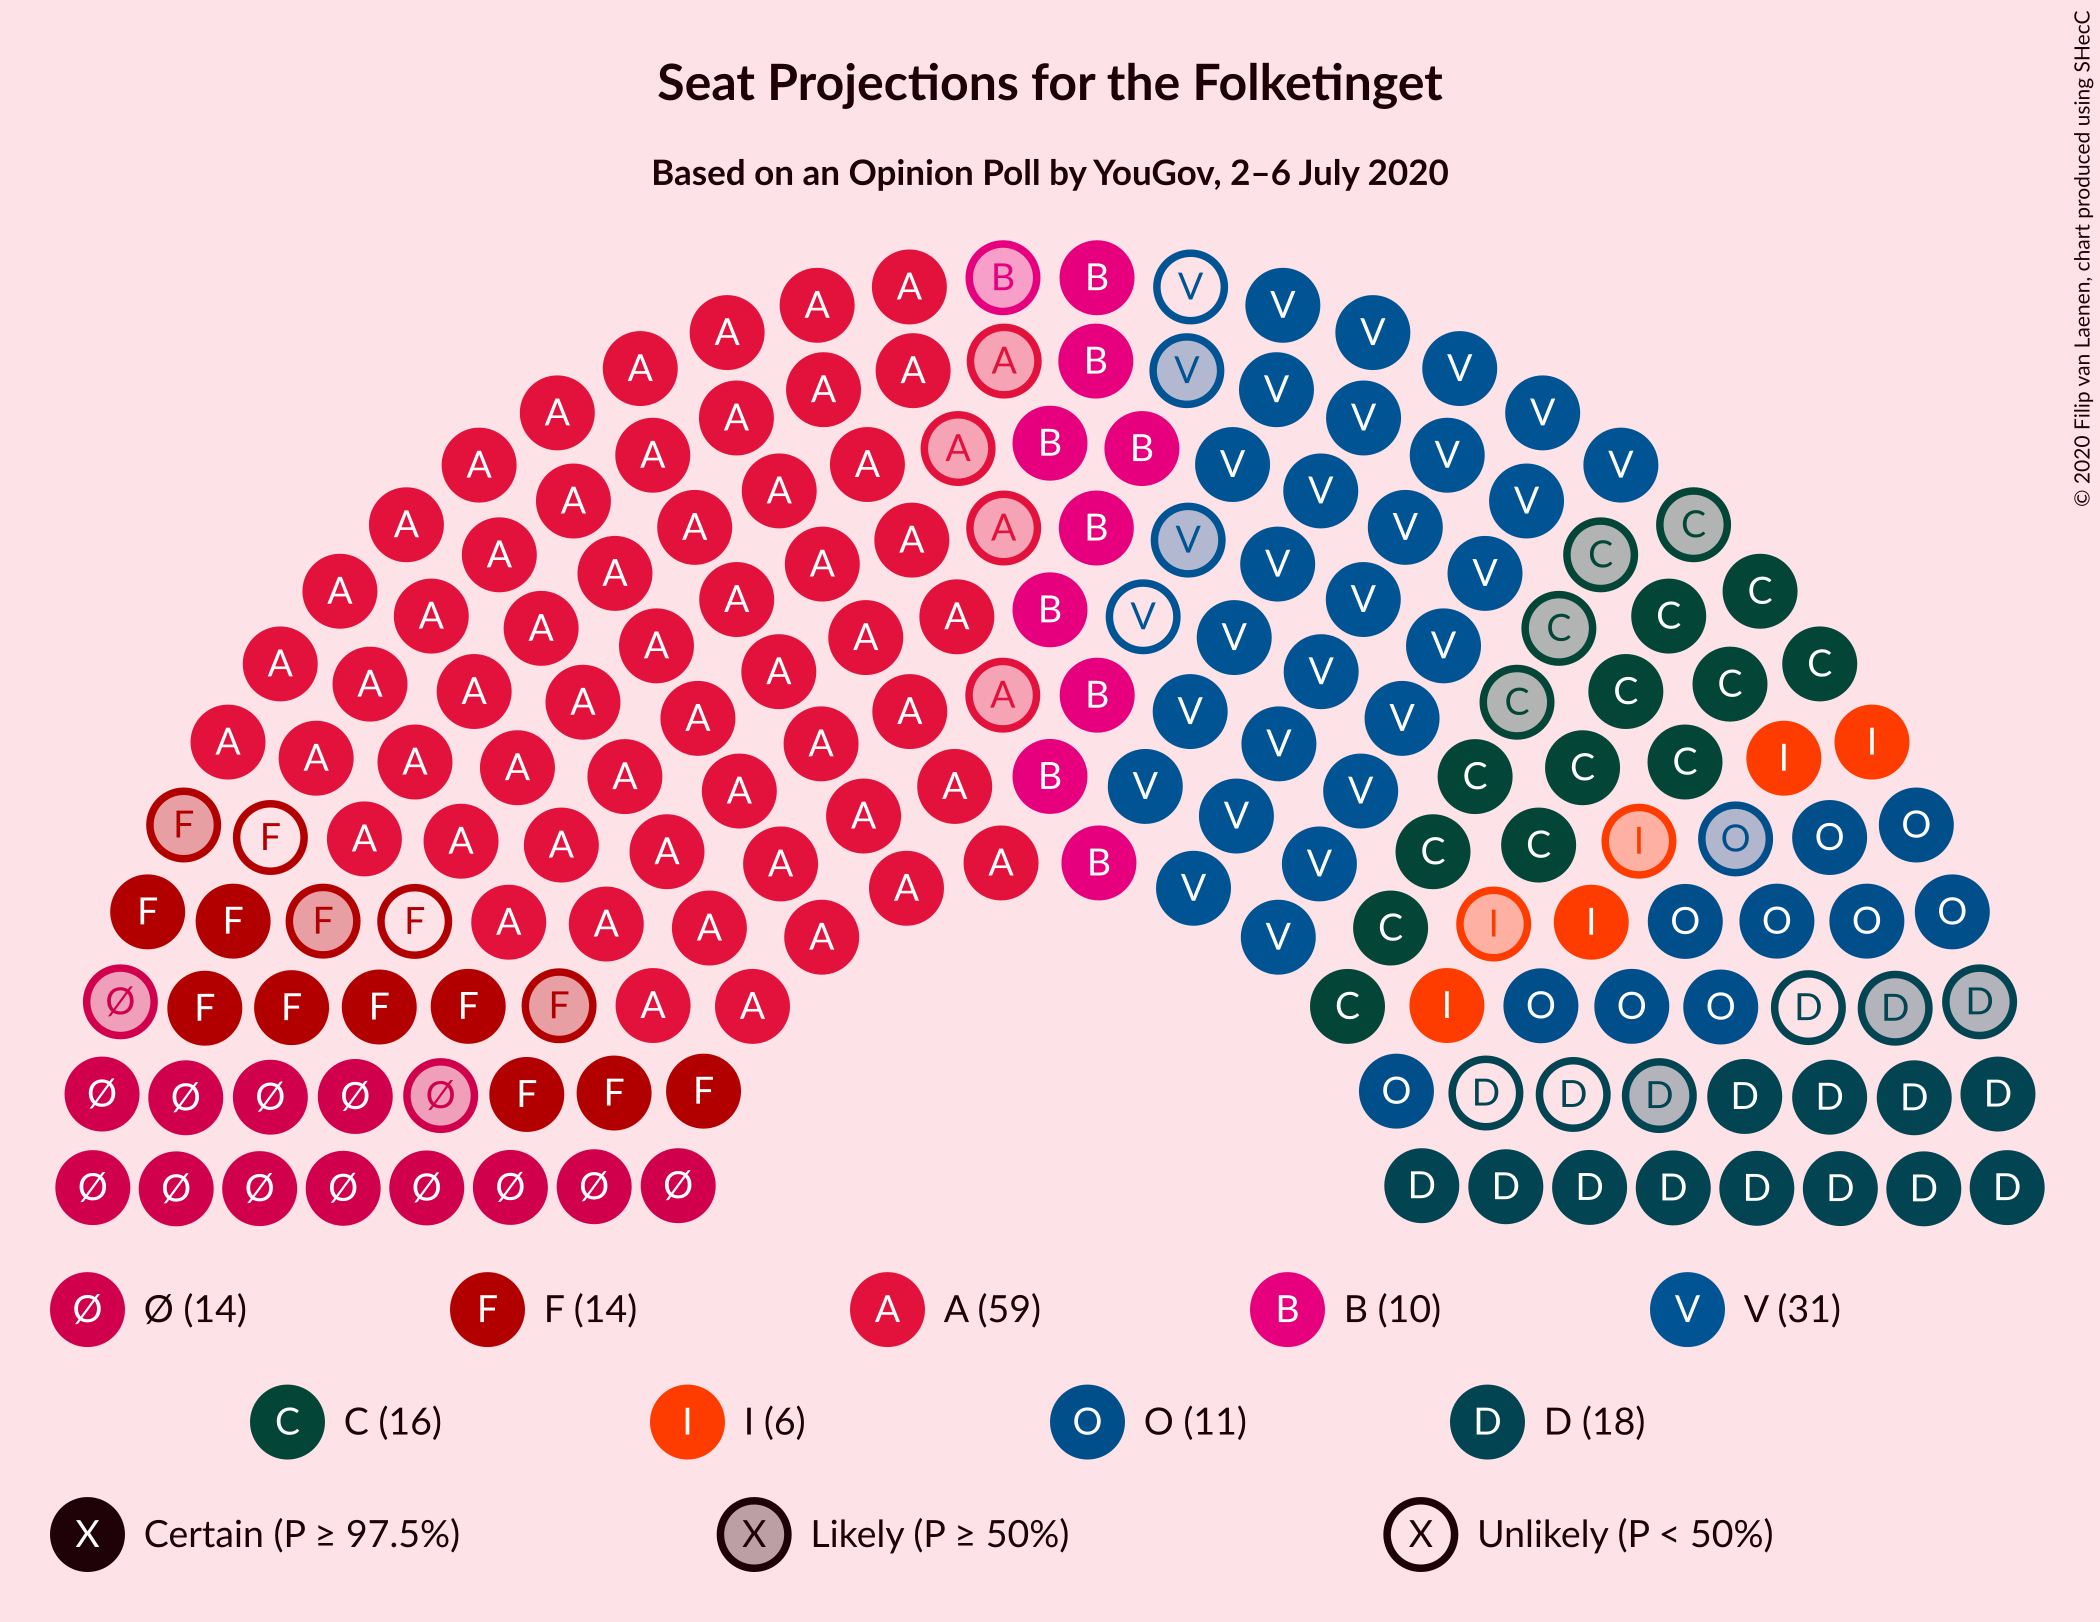 Seat Projections for the Folketinget
Based on an Opinion Poll by YouGov, 2–6 July 2020
© 2020 Filip van Laenen, chart produced using SHecC
B B
A V
A V
A A B V
A V
A A V V
A B B
A V
A A V V
A A V V
A A V
A A B V C
A V C
A A V V
A A V V C
A A V V
A A B V C C
A A V V
A A V V C
A A V C
A A A B V V C C
A A V C
A A V V
A A V I
A A A V C C I
A A A B V V C
A A V
F A V O
F A A A A C C I O O
A A B V
A V
F O
F F F A A A C I I O O O
A V
Ø O
F F F F F A A C I O O O D D D
Ø Ø Ø Ø Ø F F F O D D D D D D D
Ø Ø Ø Ø Ø Ø Ø Ø D D D D D D D D
Ø Ø (14) F F (14) A A (59) B B (10) V V (31)
C C (16) I I (6) O O (11) D D (18)
X Certain (P ≥ 97.5%) X Likely (P ≥ 50%) X Unlikely (P < 50%)